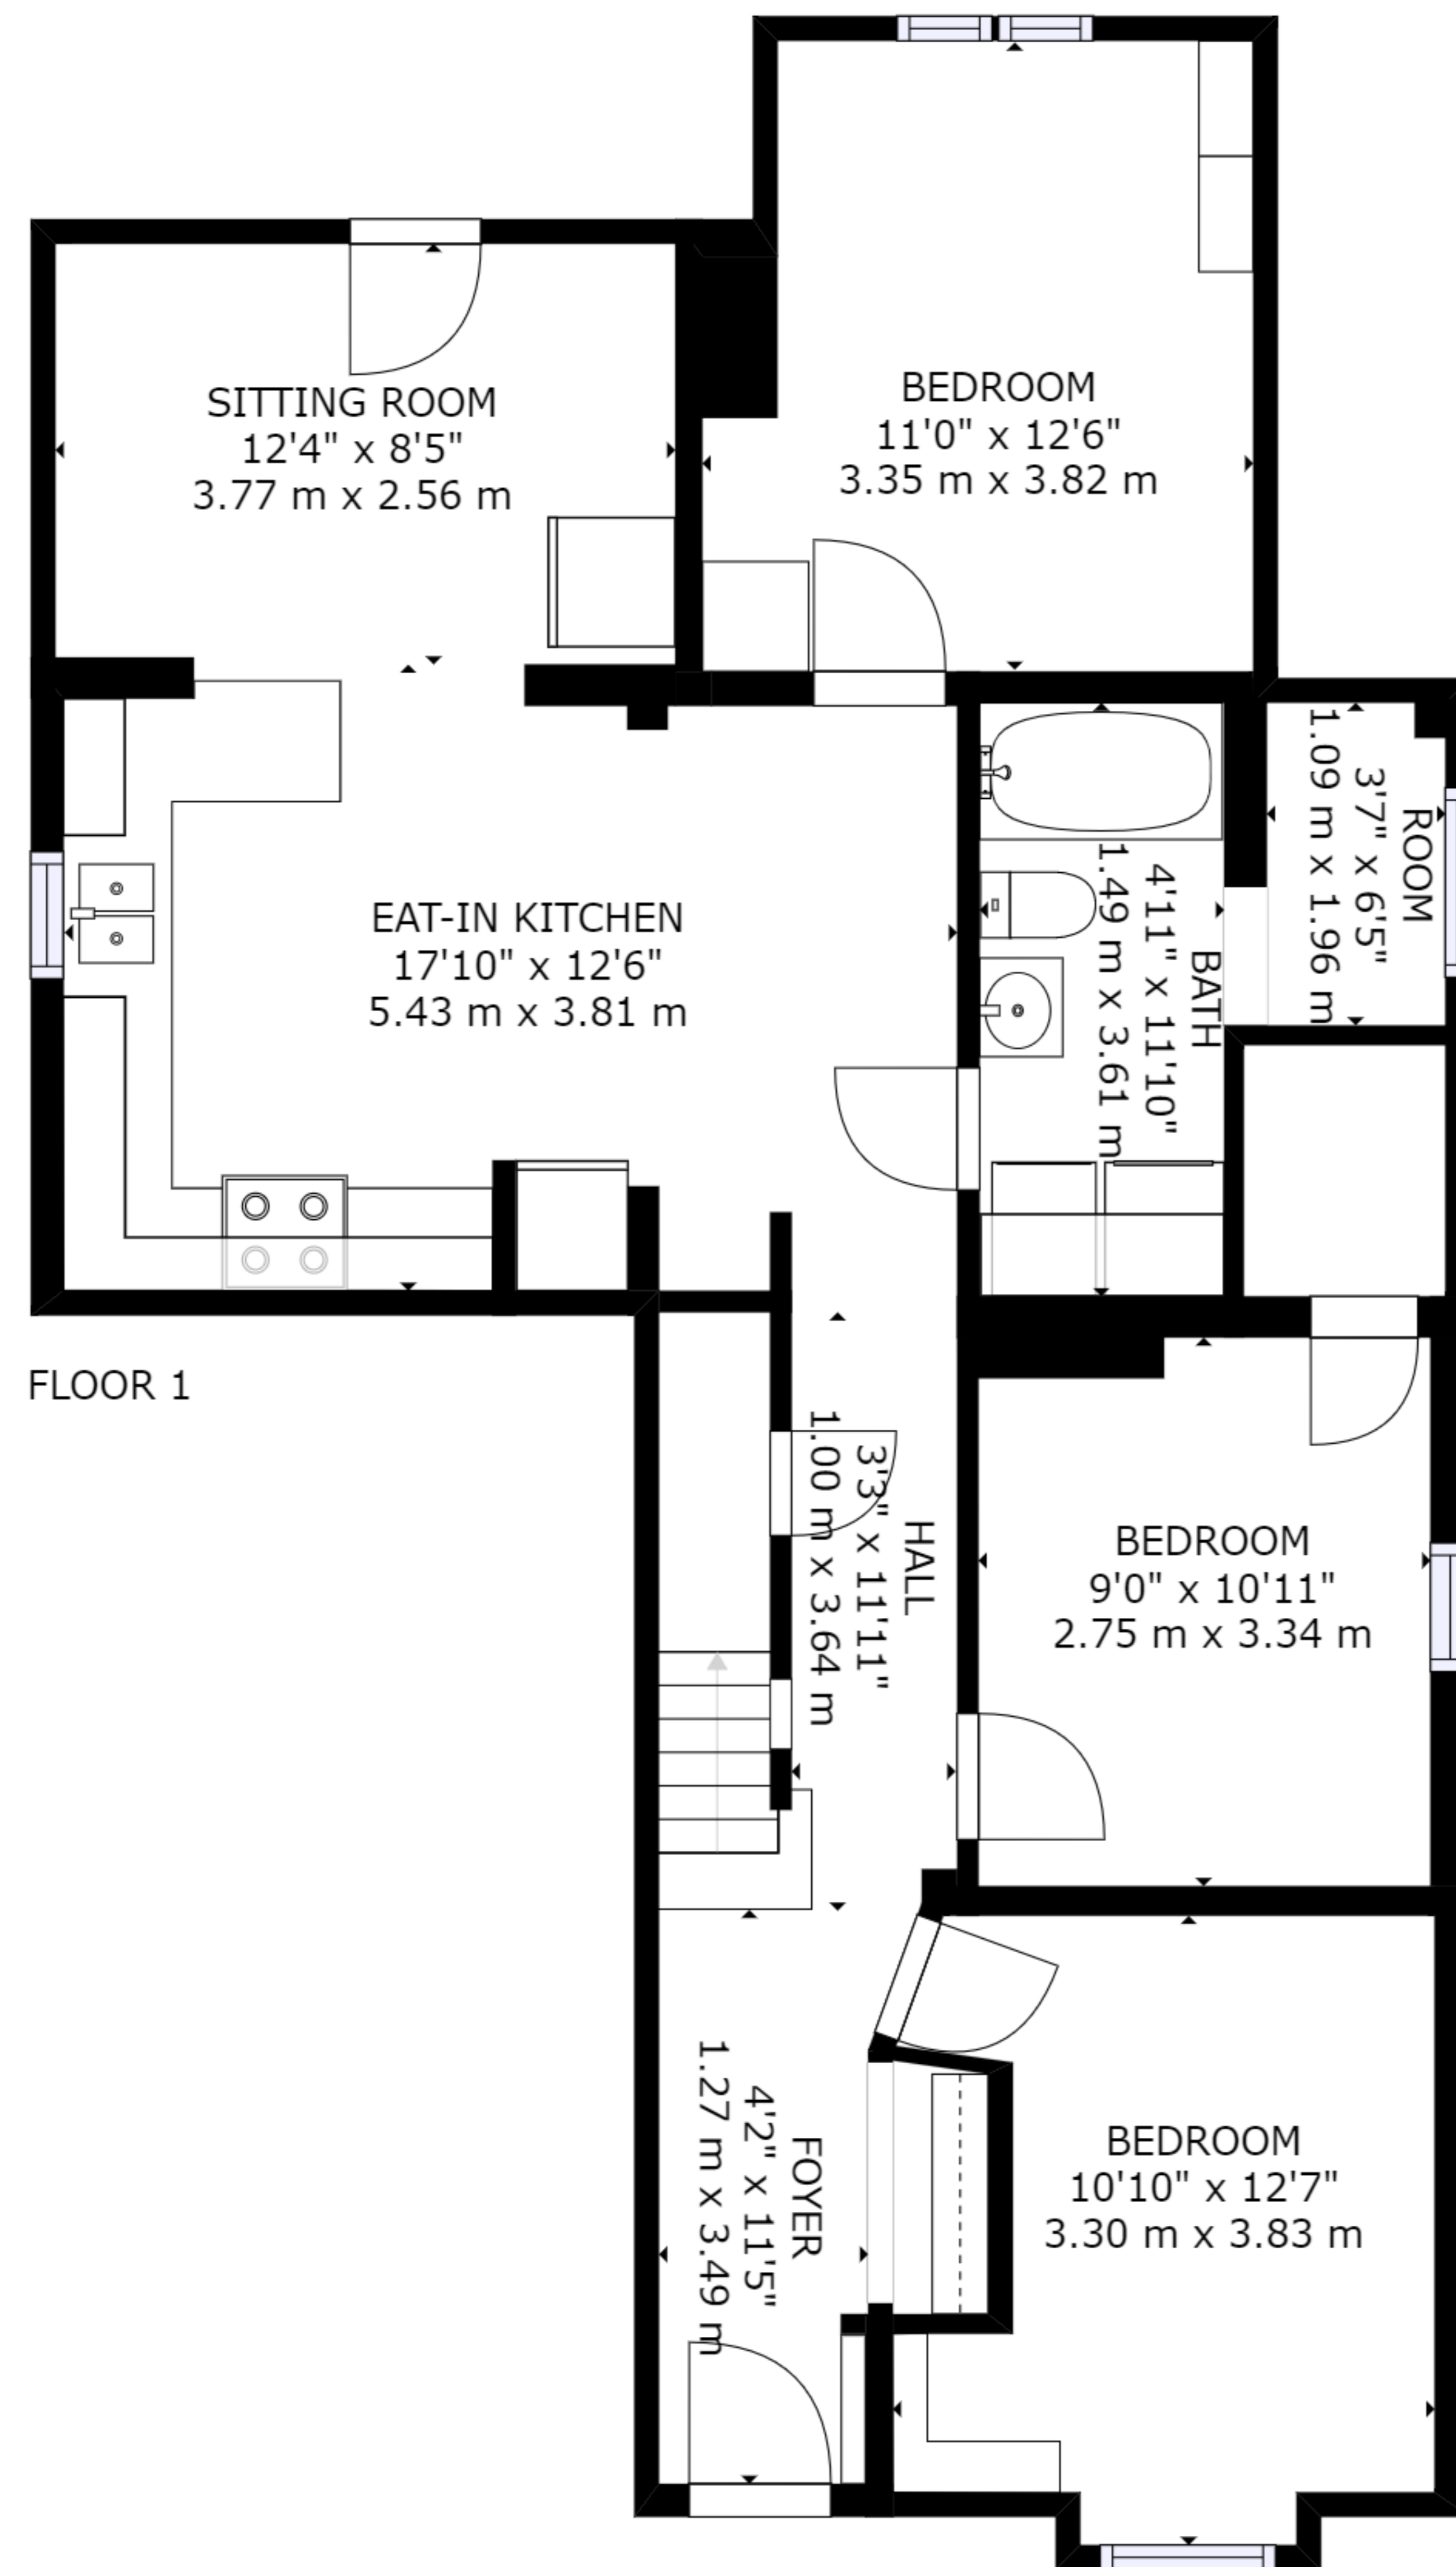 SITTING ROOM
12'4" x 8'5"
3.77 m x 2.56 m
BEDROOM
11'0" x 12'6"
3.35 m x 3.82 m
ROOM
3'7" x 6'5"
1.09 m x 1.96 m
EAT-IN KITCHEN
17'10" x 12'6"
5.43 m x 3.81 m
BATH
4'11" x 11'10"
1.49 m x 3.61 m
FLOOR 1
HALL
3'3" x 11'11"
1.00 m x 3.64 m
BEDROOM
9'0" x 10'11"
2.75 m x 3.34 m
FOYER
4'2" x 11'5"
1.27 m x 3.49 m
BEDROOM
10'10" x 12'7"
3.30 m x 3.83 m